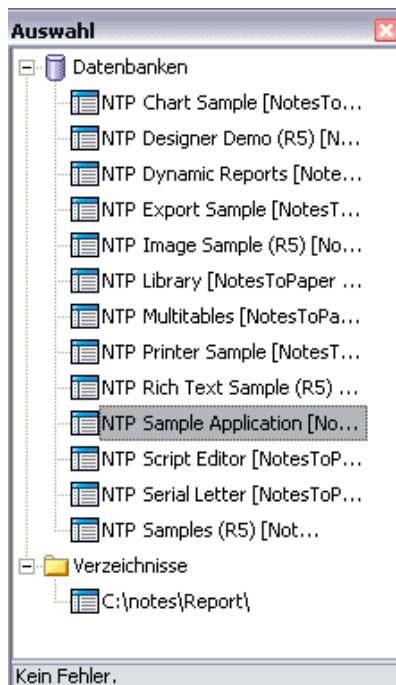 Auswahl
Datenbanken
NTP Chart Sample [NotesTo...
NTP Designer Demo (R5) [N...
NTP Dynamic Reports [Note...
NTP Export Sample [NotesT...
NTP Image Sample (R5) [No...
NTP Library [NotesToPaper ...
NTP Multitables [NotesToPa...
NTP Printer Sample [NotesT...
NTP Rich Text Sample (R5) ...
NTP Sample Application [No...
NTP Script Editor [NotesToP...
NTP Serial Letter [NotesToP...
NTP Samples (R5) [Not...
Verzeichnisse
C:\notes\Report\
Kein Fehler.